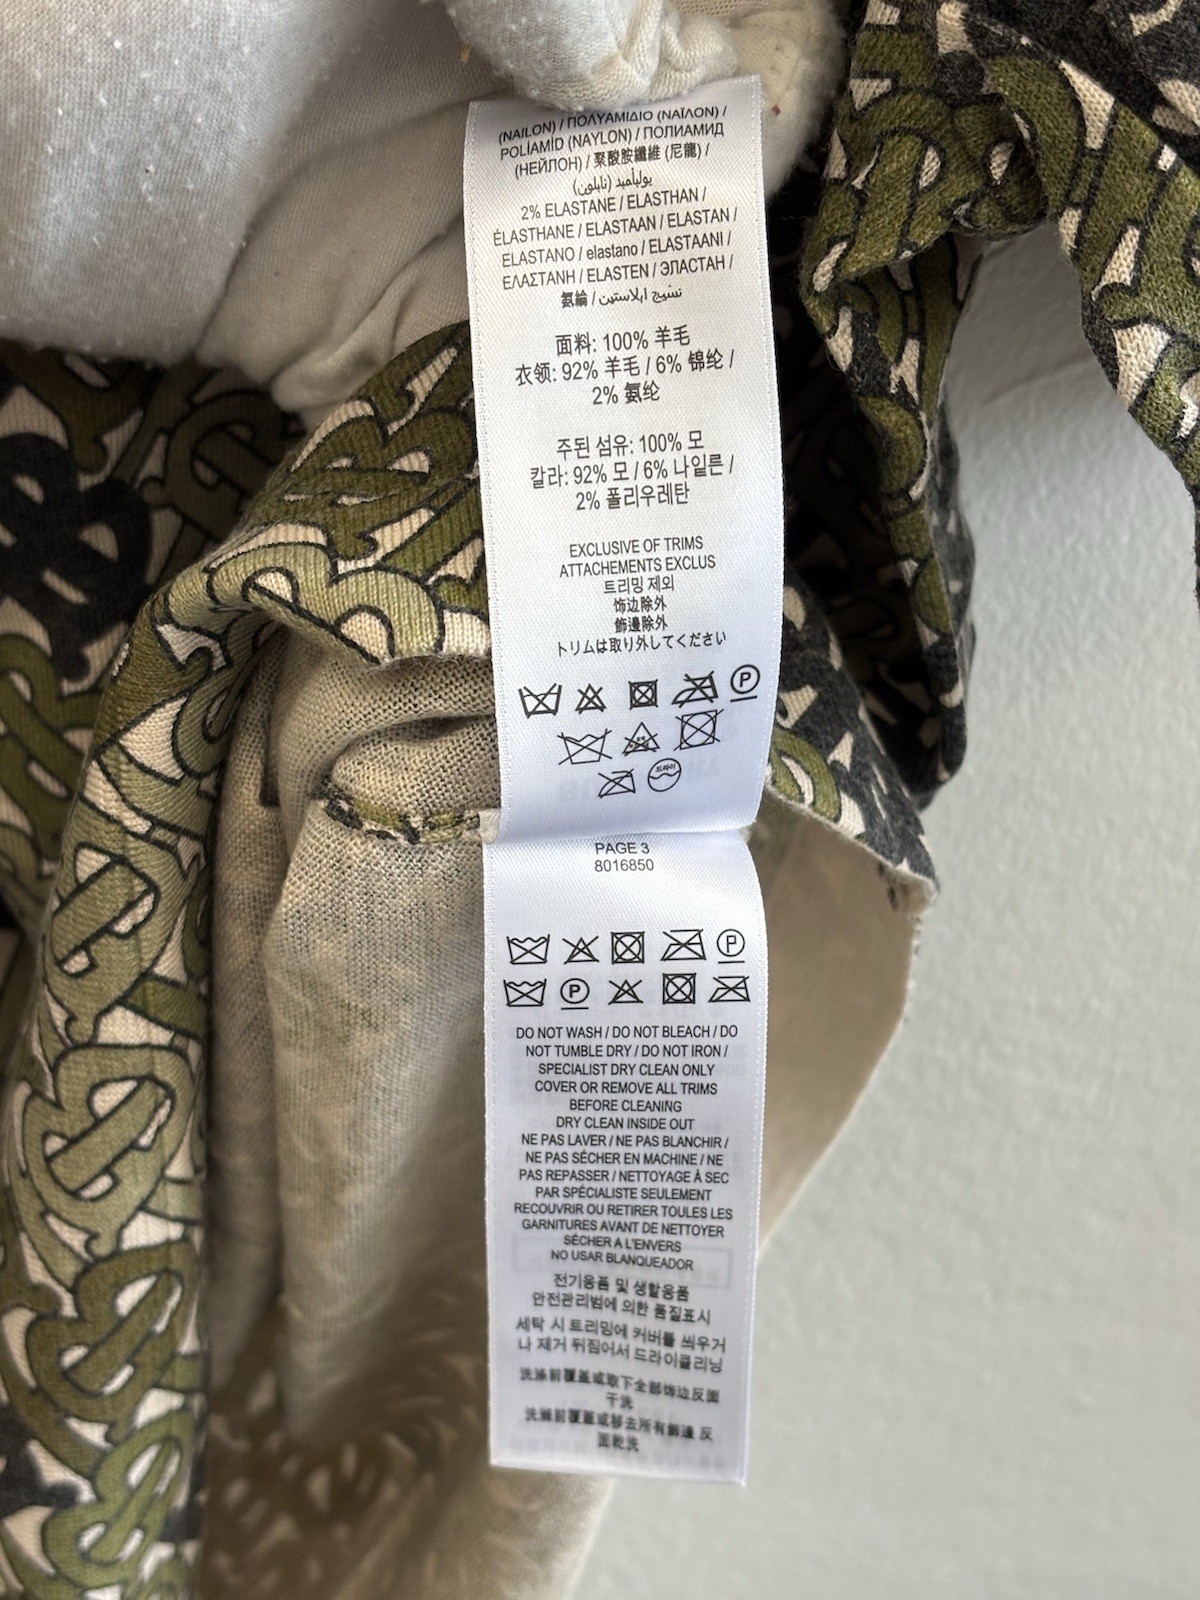 (NAILON) / ΠΟΛΥΑΜΙΔΙΟ (ΝΑΪΛΟΝ) /
POLİAMİD (NAYLON) / ПОЛИАМИД
(НЕЙЛОН) / 聚酸胺纖維 (尼龍) /
بوليأميد (نايلون)
2% ELASTANE / ELASTHAN /
ÉLASTHANE / ELASTAAN / ELASTAN /
ELASTANO / elastano / ELASTAANI /
ΕΛΑΣΤΑΝΗ / ELASTEN / ЭЛАСТАН /
氨綸 / نسيج إيلاستين
面料: 100% 羊毛
衣领: 92% 羊毛 / 6% 锦纶 /
2% 氨纶
주된 섬유: 100% 모
칼라: 92% 모 / 6% 나일론 /
2% 폴리우레탄
EXCLUSIVE OF TRIMS
ATTACHEMENTS EXCLUS
트리밍 제외
饰边除外
飾邊除外
トリムは取り外してください
P
드라이
PAGE 3
8016850
P
P
DO NOT WASH / DO NOT BLEACH / DO
NOT TUMBLE DRY / DO NOT IRON /
SPECIALIST DRY CLEAN ONLY
COVER OR REMOVE ALL TRIMS
BEFORE CLEANING
DRY CLEAN INSIDE OUT
NE PAS LAVER / NE PAS BLANCHIR /
NE PAS SÉCHER EN MACHINE / NE
PAS REPASSER / NETTOYAGE À SEC
PAR SPÉCIALISTE SEULEMENT
RECOUVRIR OU RETIRER TOULES LES
GARNITURES AVANT DE NETTOYER
SÉCHER A L'ENVERS
NO USAR BLANQUEADOR
전기용품 및 생활용품
안전관리법에 의한 품질표시
세탁 시 트리밍에 커버를 씌우거
나 제거 뒤집어서 드라이클리닝
洗涤前覆盖或取下全部饰边反面
干洗
洗滌前覆蓋或移去所有飾邊 反
面乾洗